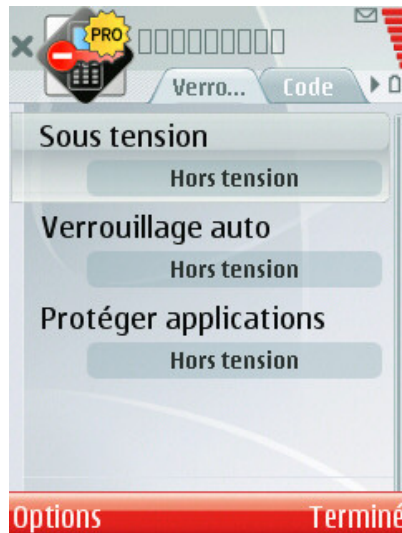 PRO
Verro... Code
Sous tension
Hors tension
Verrouillage auto
Hors tension
Protéger applications
Hors tension
Options Terminé